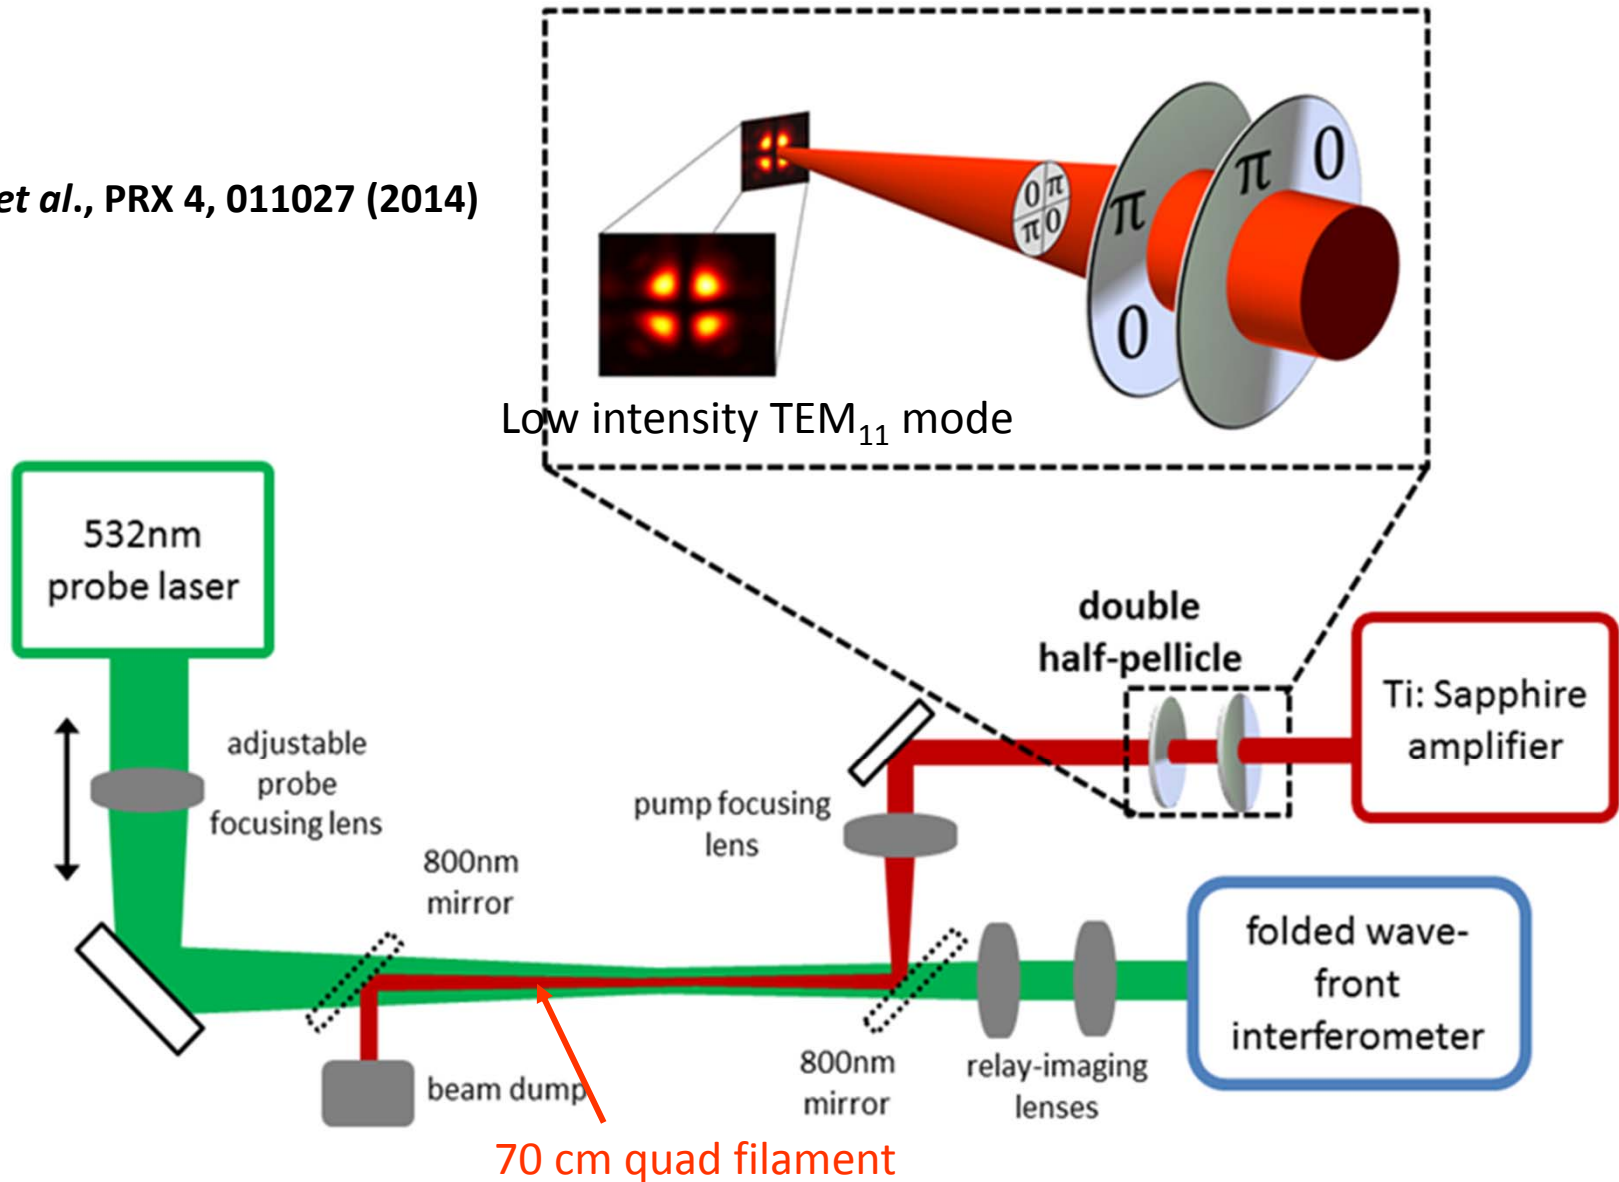 et al., PRX 4, 011027 (2014)
0
π
π
0
π
0
π
0
Low intensity TEM₁₁ mode
532nm
probe laser
double
half-pellicle
Ti: Sapphire
amplifier
adjustable
probe
focusing lens
pump focusing
lens
800nm
mirror
folded wave-
front
interferometer
800nm
mirror
relay-imaging
lenses
beam dump
70 cm quad filament